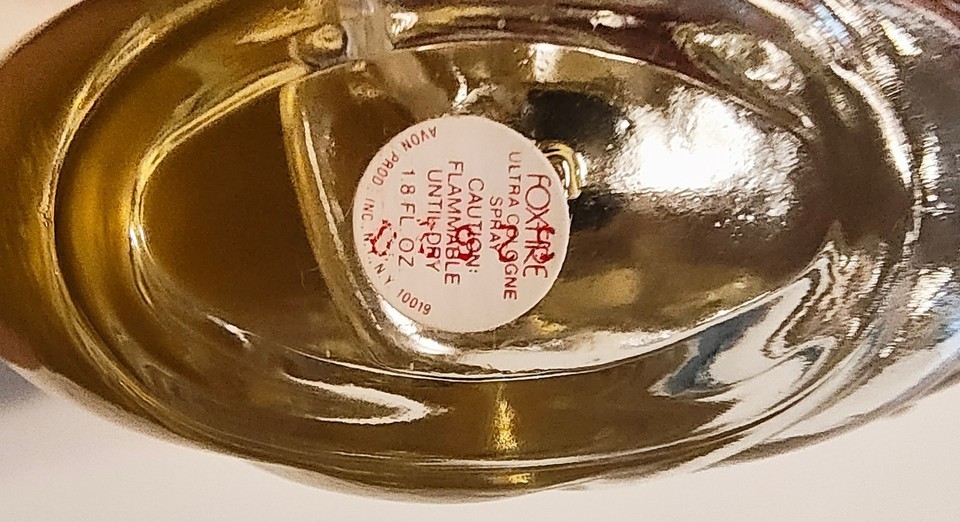 FOXFIRE
ULTRA COLOGNE
SPRAY
CAUTION:
FLAMMABLE
UNTIL DRY
1.8 FL OZ
AVON PROD. INC. N.Y. N.Y. 10019